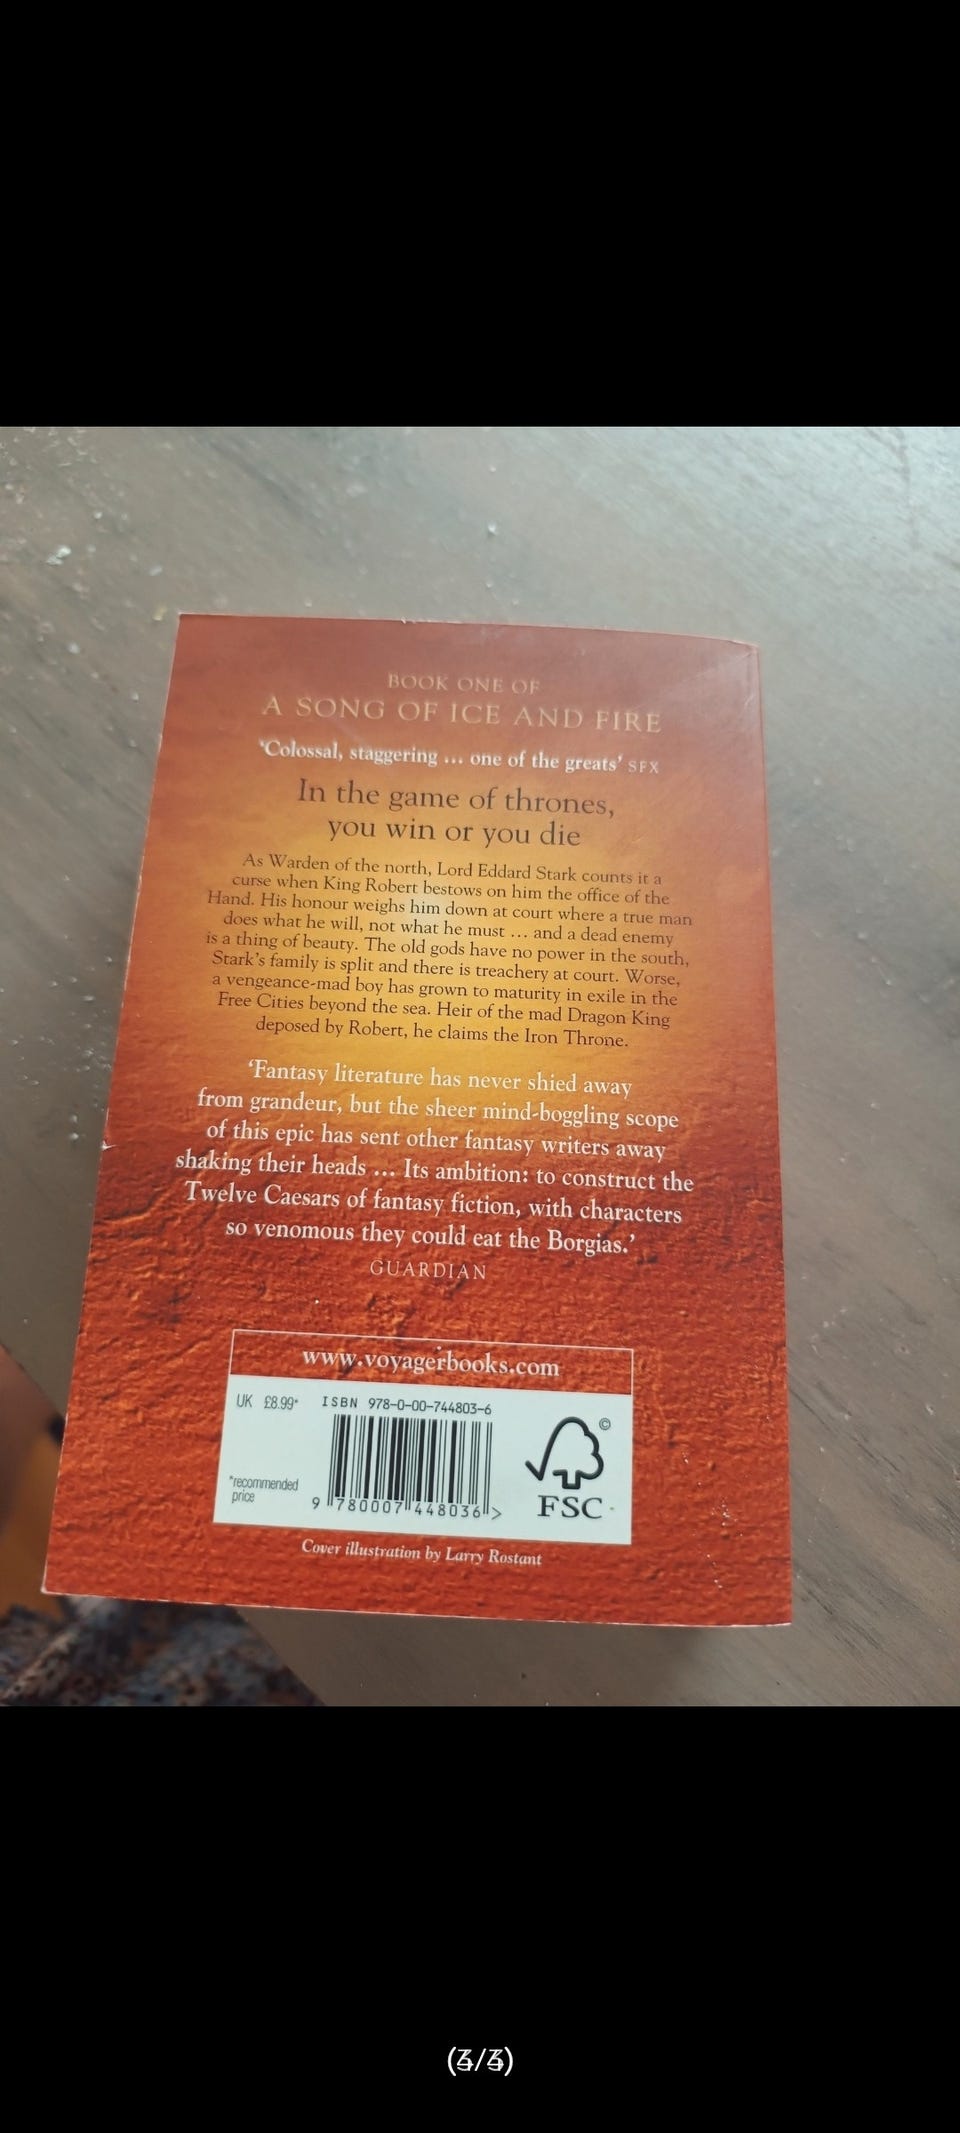 BOOK ONE OF
A SONG OF ICE AND FIRE
‘Colossal, staggering ... one of the greats’ SFX
In the game of thrones,
you win or you die
As Warden of the north, Lord Eddard Stark counts it a
curse when King Robert bestows on him the office of the
Hand. His honour weighs him down at court where a true man
does what he will, not what he must ... and a dead enemy
is a thing of beauty. The old gods have no power in the south,
Stark’s family is split and there is treachery at court. Worse,
a vengeance-mad boy has grown to maturity in exile in the
Free Cities beyond the sea. Heir of the mad Dragon King
deposed by Robert, he claims the Iron Throne.
‘Fantasy literature has never shied away
from grandeur, but the sheer mind-boggling scope
of this epic has sent other fantasy writers away
shaking their heads ... Its ambition: to construct the
Twelve Caesars of fantasy fiction, with characters
so venomous they could eat the Borgias.’
GUARDIAN
www.voyagerbooks.com
UK £8.99*
ISBN 978-0-00-744803-6
*recommended
price
9 780007 448036 >
©
FSC
Cover illustration by Larry Rostant